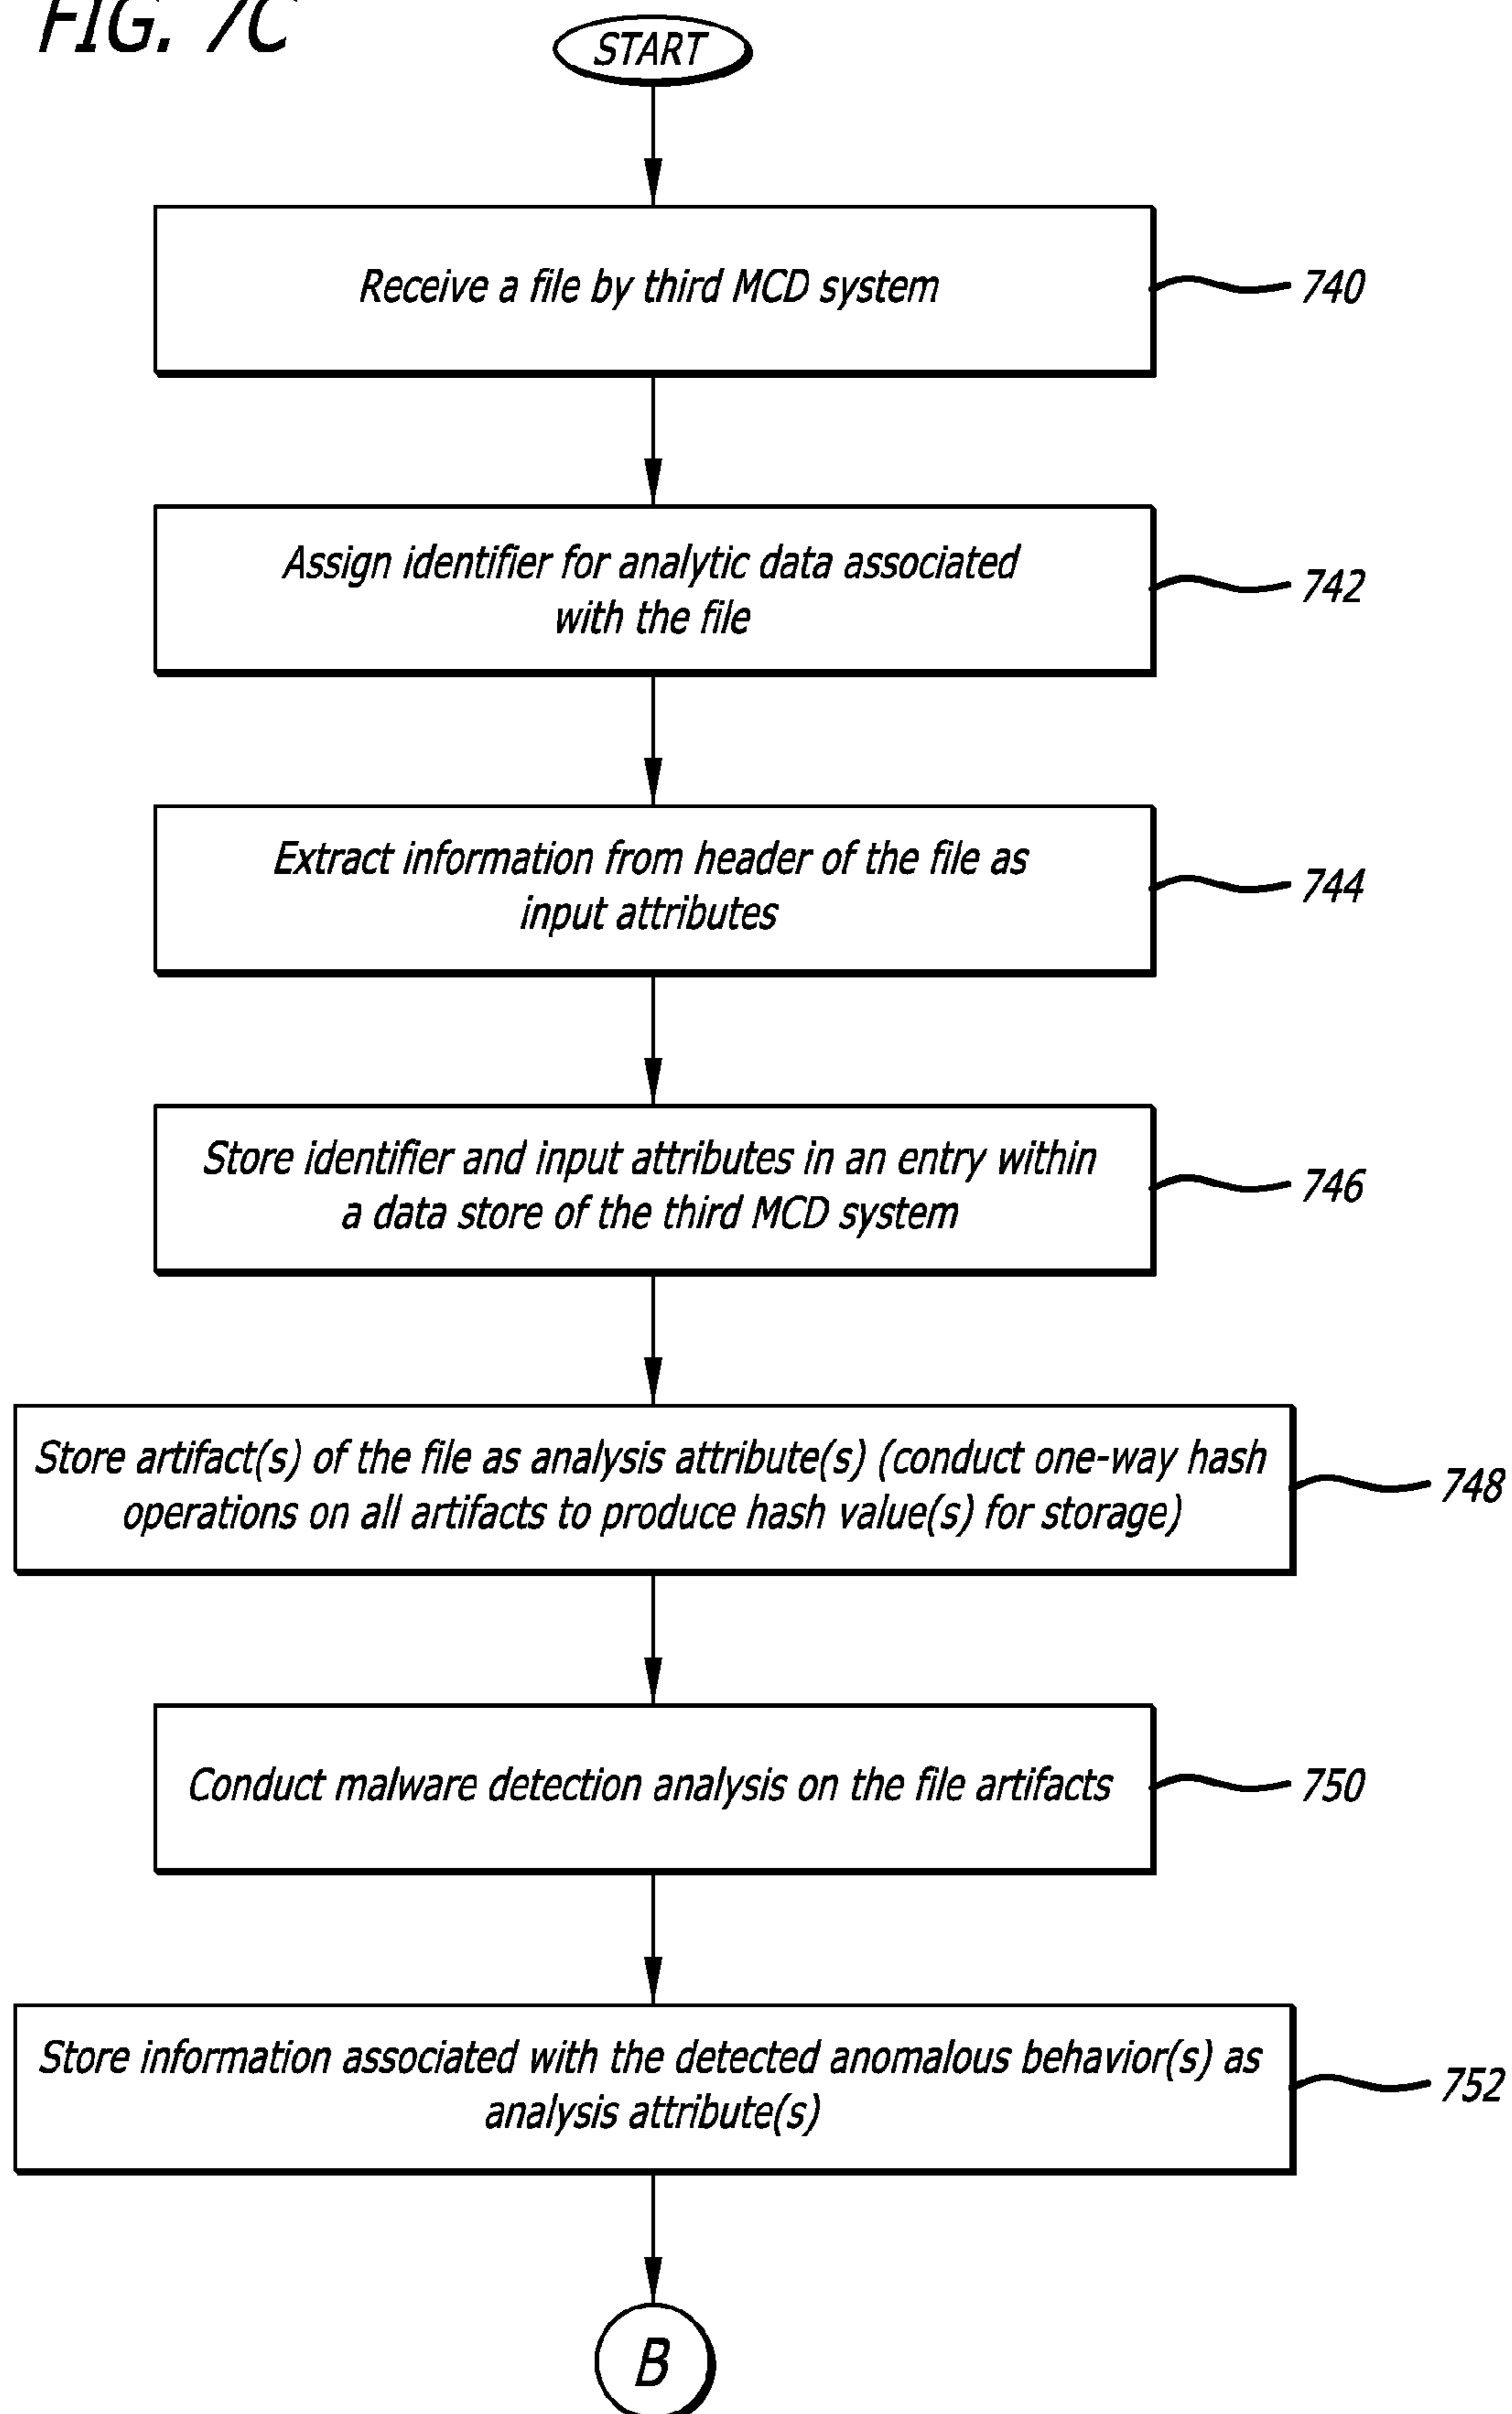 FIG. 7C
START
Receive a file by third MCD system
740
Assign identifier for analytic data associated
with the file
742
Extract information from header of the file as
input attributes
744
Store identifier and input attributes in an entry within
a data store of the third MCD system
746
Store artifact(s) of the file as analysis attribute(s) (conduct one-way hash
operations on all artifacts to produce hash value(s) for storage)
748
Conduct malware detection analysis on the file artifacts
750
Store information associated with the detected anomalous behavior(s) as
analysis attribute(s)
752
B